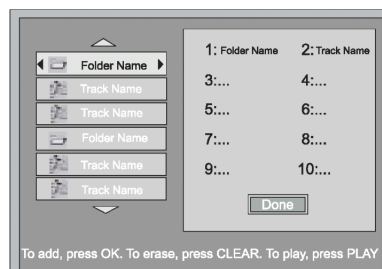 Folder Name
Track Name
Track Name
Folder Name
Track Name
Track Name
1: Folder Name 2: Track Name
3:... 4:...
5:... 6:...
7:... 8:...
9:... 10:...
Done
To add, press OK. To erase, press CLEAR. To play, press PLAY